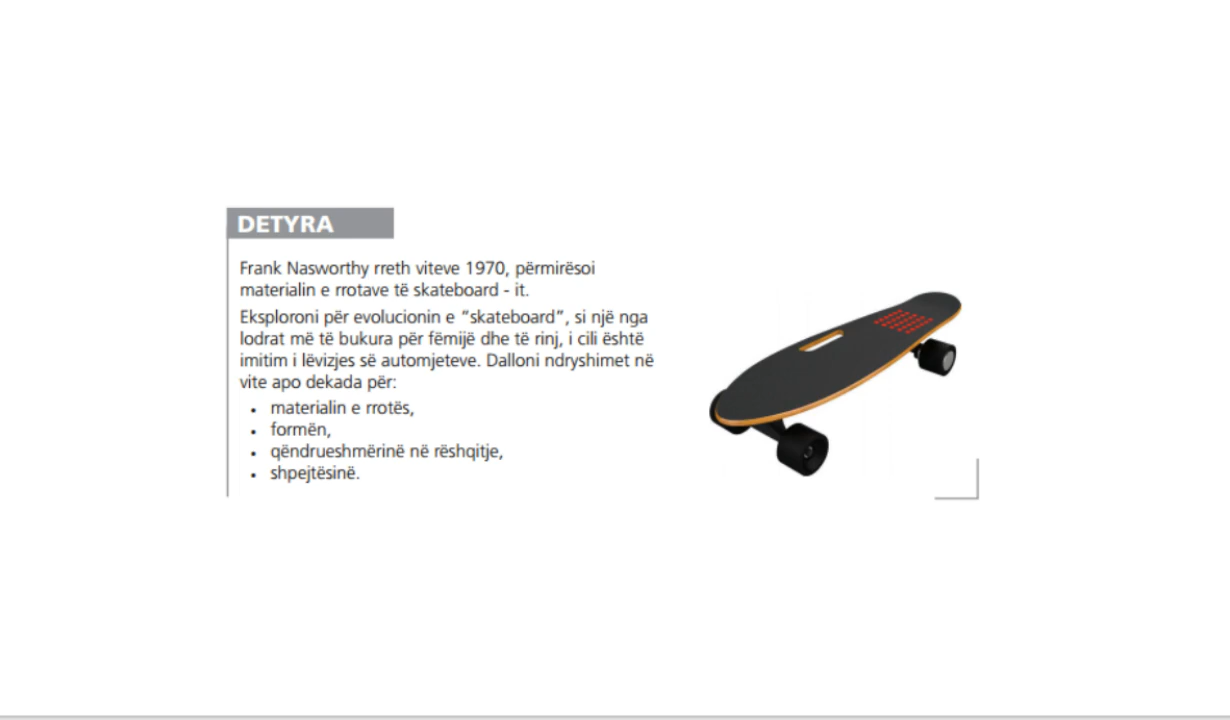 DETYRA
Frank Nasworthy rreth viteve 1970, përmirësoi
materialin e rrotave të skateboard - it.
Eksploroni për evolucionin e “skateboard”, si një nga
lodrat më të bukura për fëmijë dhe të rinj, i cili është
imitim i lëvizjes së automjeteve. Dalloni ndryshimet në
vite apo dekada për:
• materialin e rrotës,
• formën,
• qëndrueshmërinë në rëshqitje,
• shpejtësinë.